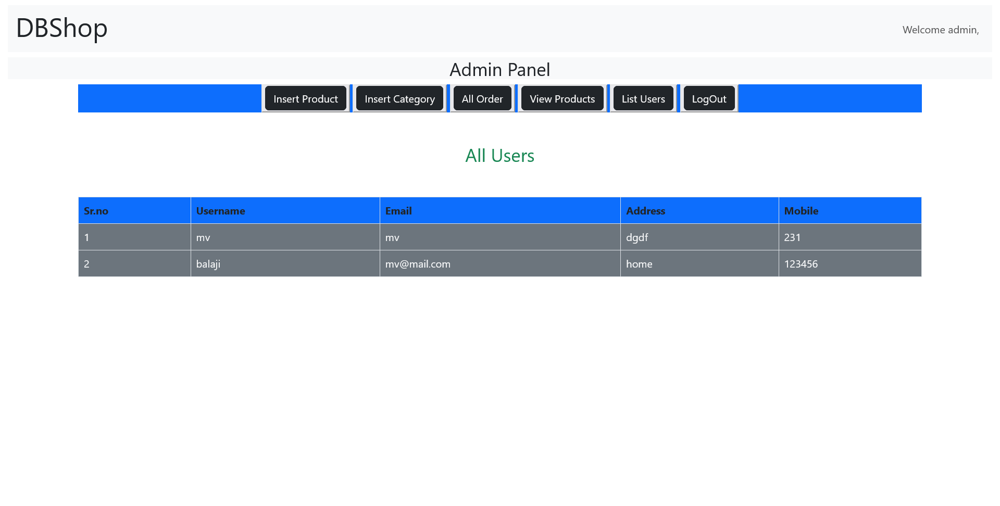 DBShop
Welcome admin,
Admin Panel
Insert Product Insert Category All Order View Products List Users LogOut
All Users
Sr.no Username Email Address Mobile
1 mv mv dgdf 231
2 balaji mv@mail.com home 123456